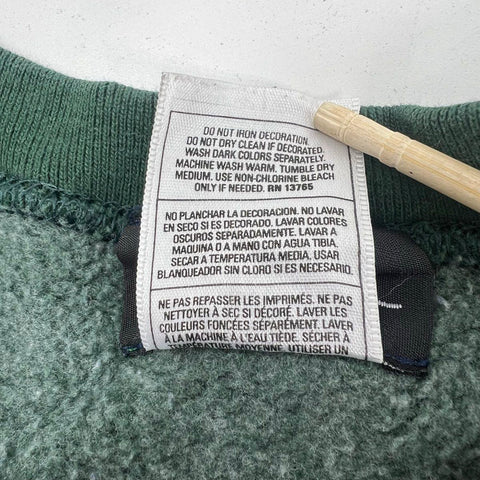 DO NOT IRON DECORATION.
DO NOT DRY CLEAN IF DECORATED.
WASH DARK COLORS SEPARATELY.
MACHINE WASH WARM. TUMBLE DRY
MEDIUM. USE NON-CHLORINE BLEACH
ONLY IF NEEDED. RN 13765
NO PLANCHAR LA DECORACION. NO LAVAR
EN SECO SI ES DECORADO. LAVAR COLORES
OSCUROS SEPARADAMENTE. LAVAR A
MAQUINA O A MANO CON AGUA TIBIA,
SECAR A TEMPERATURA MEDIA, USAR
BLANQUEADOR SIN CLORO SI ES NECESARIO.
NE PAS REPASSER LES IMPRIMÉS. NE PAS
NETTOYER À SEC SI DÉCORÉ. LAVER LES
COULEURS FONCÉES SÉPARÉMENT. LAVER
À LA MACHINE À L'EAU TIÈDE. SÉCHER À
TEMPÉRATURE MOYENNE. UTILISER UN